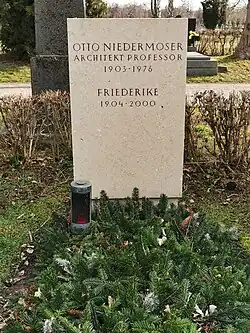 OTTO NIEDERMOSER
ARCHITEKT PROFESSOR
1903-1976
FRIEDERIKE
1904-2000